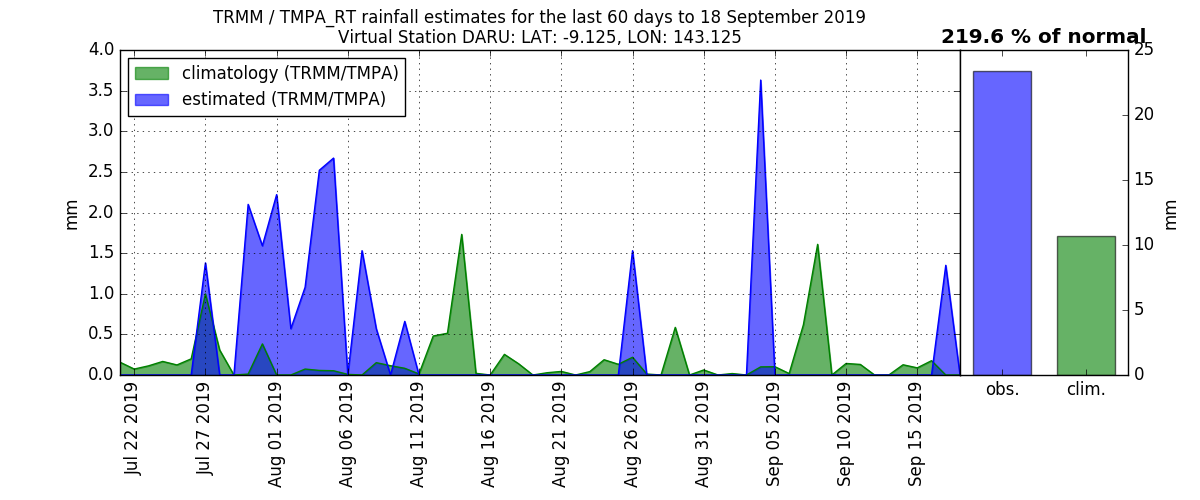 TRMM / TMPA_RT rainfall estimates for the last 60 days to 18 September 2019
Virtual Station DARU: LAT: -9.125, LON: 143.125
219.6 % of normal
climatology (TRMM/TMPA)
estimated (TRMM/TMPA)
4.0
3.5
3.0
2.5
2.0
1.5
1.0
0.5
0.0
mm
Jul 22 2019
Jul 27 2019
Aug 01 2019
Aug 06 2019
Aug 11 2019
Aug 16 2019
Aug 21 2019
Aug 26 2019
Aug 31 2019
Sep 05 2019
Sep 10 2019
Sep 15 2019
obs.
clim.
25
20
15
10
5
0
mm